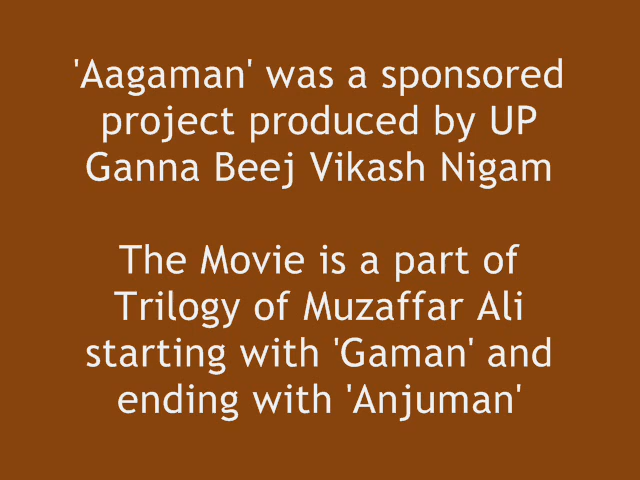 'Aagaman' was a sponsored
project produced by UP
Ganna Beej Vikash Nigam
The Movie is a part of
Trilogy of Muzaffar Ali
starting with 'Gaman' and
ending with 'Anjuman'